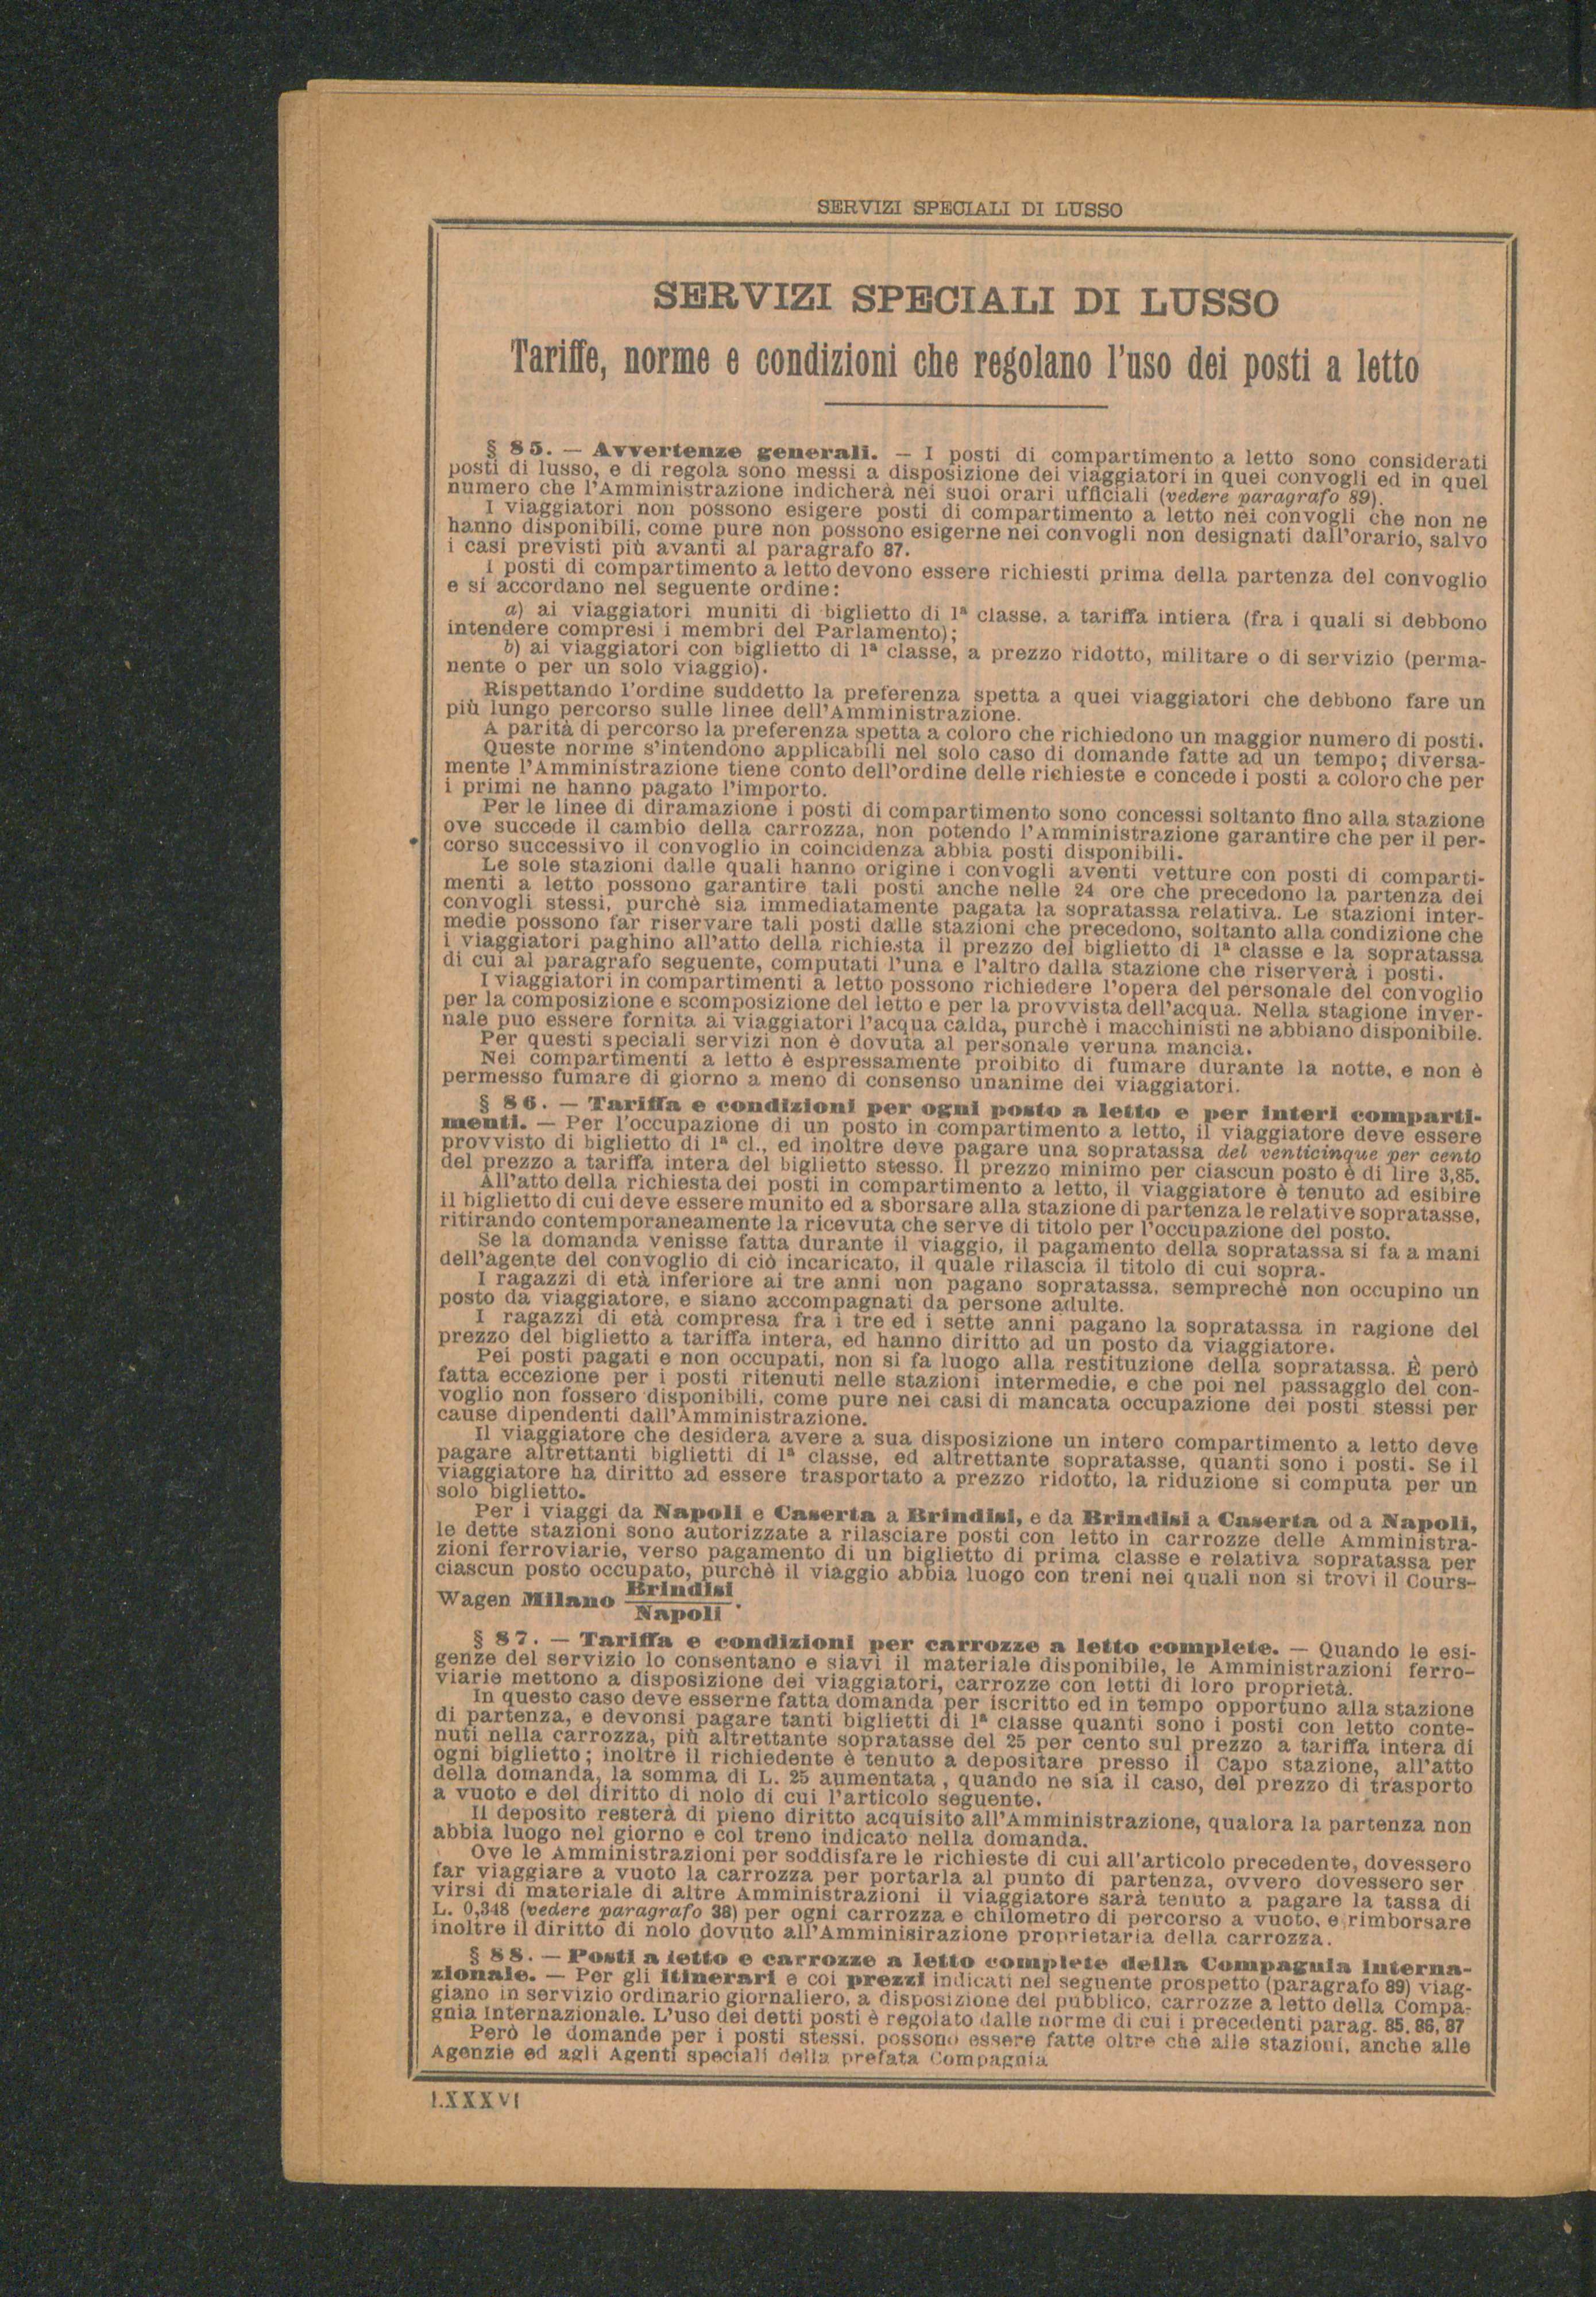 SERVIZI SPECIALI DI LUSSO
SERVIZI SPECIALI DI LUSSO
Tariffe, norme e condizioni che regolano l'uso dei posti a letto
§ 85. — Avvertenze generali. — I posti di compartimento a letto sono considerati
posti di lusso, e di regola sono messi a disposizione dei viaggiatori in quei convogli ed in quel
numero che l'Amministrazione indicherà nei suoi orari ufficiali (vedere paragrafo 89).
I viaggiatori non possono esigere posti di compartimento a letto nei convogli che non ne
hanno disponibili, come pure non possono esigerne nei convogli non designati dall'orario, salvo
i casi previsti più avanti al paragrafo 87.
I posti di compartimento a letto devono essere richiesti prima della partenza del convoglio
e si accordano nel seguente ordine:
a) ai viaggiatori muniti di biglietto di 1ª classe, a tariffa intiera (fra i quali si debbono
intendere compresi i membri del Parlamento);
b) ai viaggiatori con biglietto di 1ª classe, a prezzo ridotto, militare o di servizio (perma-
nente o per un solo viaggio).
Rispettando l'ordine suddetto la preferenza spetta a quei viaggiatori che debbono fare un
più lungo percorso sulle linee dell'Amministrazione.
A parità di percorso la preferenza spetta a coloro che richiedono un maggior numero di posti.
Queste norme s'intendono applicabili nel solo caso di domande fatte ad un tempo; diversa-
mente l'Amministrazione tiene conto dell'ordine delle richieste e concede i posti a coloro che per
i primi ne hanno pagato l'importo.
Per le linee di diramazione i posti di compartimento sono concessi soltanto fino alla stazione
ove succede il cambio della carrozza, non potendo l'Amministrazione garantire che per il per-
corso successivo il convoglio in coincidenza abbia posti disponibili.
Le sole stazioni dalle quali hanno origine i convogli aventi vetture con posti di comparti-
menti a letto possono garantire tali posti anche nelle 24 ore che precedono la partenza dei
convogli stessi, purchè sia immediatamente pagata la sopratassa relativa. Le stazioni inter-
medie possono far riservare tali posti dalle stazioni che precedono, soltanto alla condizione che
i viaggiatori paghino all'atto della richiesta il prezzo del biglietto di 1ª classe e la sopratassa
di cui al paragrafo seguente, computati l'una e l'altro dalla stazione che riserverà i posti.
I viaggiatori in compartimenti a letto possono richiedere l'opera del personale del convoglio
per la composizione e scomposizione del letto e per la provvista dell'acqua. Nella stagione inver-
nale puo essere fornita ai viaggiatori l'acqua calda, purchè i macchinisti ne abbiano disponibile.
Per questi speciali servizi non è dovuta al personale veruna mancia.
Nei compartimenti a letto è espressamente proibito di fumare durante la notte, e non è
permesso fumare di giorno a meno di consenso unanime dei viaggiatori.
§ 86. — Tariffa e condizioni per ogni posto a letto e per interi comparti-
menti. — Per l'occupazione di un posto in compartimento a letto, il viaggiatore deve essere
provvisto di biglietto di 1ª cl., ed inoltre deve pagare una sopratassa del venticinque per cento
del prezzo a tariffa intera del biglietto stesso. Il prezzo minimo per ciascun posto è di lire 3,85.
All'atto della richiesta dei posti in compartimento a letto, il viaggiatore è tenuto ad esibire
il biglietto di cui deve essere munito ed a sborsare alla stazione di partenza le relative sopratasse,
ritirando contemporaneamente la ricevuta che serve di titolo per l'occupazione del posto.
Se la domanda venisse fatta durante il viaggio, il pagamento della sopratassa si fa a mani
dell'agente del convoglio di ciò incaricato, il quale rilascia il titolo di cui sopra.
I ragazzi di età inferiore ai tre anni non pagano sopratassa, semprechè non occupino un
posto da viaggiatore, e siano accompagnati da persone adulte.
I ragazzi di età compresa fra i tre ed i sette anni pagano la sopratassa in ragione del
prezzo del biglietto a tariffa intera, ed hanno diritto ad un posto da viaggiatore.
Pei posti pagati e non occupati, non si fa luogo alla restituzione della sopratassa. È però
fatta eccezione per i posti ritenuti nelle stazioni intermedie, e che poi nel passaggio del con-
voglio non fossero disponibili, come pure nei casi di mancata occupazione dei posti stessi per
cause dipendenti dall'Amministrazione.
Il viaggiatore che desidera avere a sua disposizione un intero compartimento a letto deve
pagare altrettanti biglietti di 1ª classe, ed altrettante sopratasse, quanti sono i posti. Se il
viaggiatore ha diritto ad essere trasportato a prezzo ridotto, la riduzione si computa per un
solo biglietto.
Per i viaggi da Napoli e Caserta a Brindisi, e da Brindisi a Caserta od a Napoli,
le dette stazioni sono autorizzate a rilasciare posti con letto in carrozze delle Amministra-
zioni ferroviarie, verso pagamento di un biglietto di prima classe e relativa sopratassa per
ciascun posto occupato, purchè il viaggio abbia luogo con treni nei quali non si trovi il Cours-
Wagen Milano Brindisi
Napoli.
§ 87. — Tariffa e condizioni per carrozze a letto complete. — Quando le esi-
genze del servizio lo consentano e siavi il materiale disponibile, le Amministrazioni ferro-
viarie mettono a disposizione dei viaggiatori, carrozze con letti di loro proprietà.
In questo caso deve esserne fatta domanda per iscritto ed in tempo opportuno alla stazione
di partenza, e devonsi pagare tanti biglietti di 1ª classe quanti sono i posti con letto conte-
nuti nella carrozza, più altrettante sopratasse del 25 per cento sul prezzo a tariffa intera di
ogni biglietto; inoltre il richiedente è tenuto a depositare presso il Capo stazione, all'atto
della domanda, la somma di L. 25 aumentata, quando ne sia il caso, del prezzo di trasporto
a vuoto e del diritto di nolo di cui l'articolo seguente.
Il deposito resterà di pieno diritto acquisito all'Amministrazione, qualora la partenza non
abbia luogo nel giorno e col treno indicato nella domanda.
Ove le Amministrazioni per soddisfare le richieste di cui all'articolo precedente, dovessero
far viaggiare a vuoto la carrozza per portarla al punto di partenza, ovvero dovessero ser
virsi di materiale di altre Amministrazioni il viaggiatore sarà tenuto a pagare la tassa di
L. 0,348 (vedere paragrafo 38) per ogni carrozza e chilometro di percorso a vuoto, e rimborsare
inoltre il diritto di nolo dovuto all'Amminisirazione proprietaria della carrozza.
§ 88. — Posti a letto e carrozze a letto complete della Compagnia interna-
zionale. — Per gli itinerari e coi prezzi indicati nel seguente prospetto (paragrafo 89) viag-
giano in servizio ordinario giornaliero, a disposizione del pubblico, carrozze a letto della Compa-
gnia Internazionale. L'uso dei detti posti è regolato dalle norme di cui i precedenti parag. 85, 86, 87
Però le domande per i posti stessi, possono essere fatte oltre che alle stazioni, anche alle
Agenzie ed agli Agenti speciali della prefata Compagnia
LXXXVI